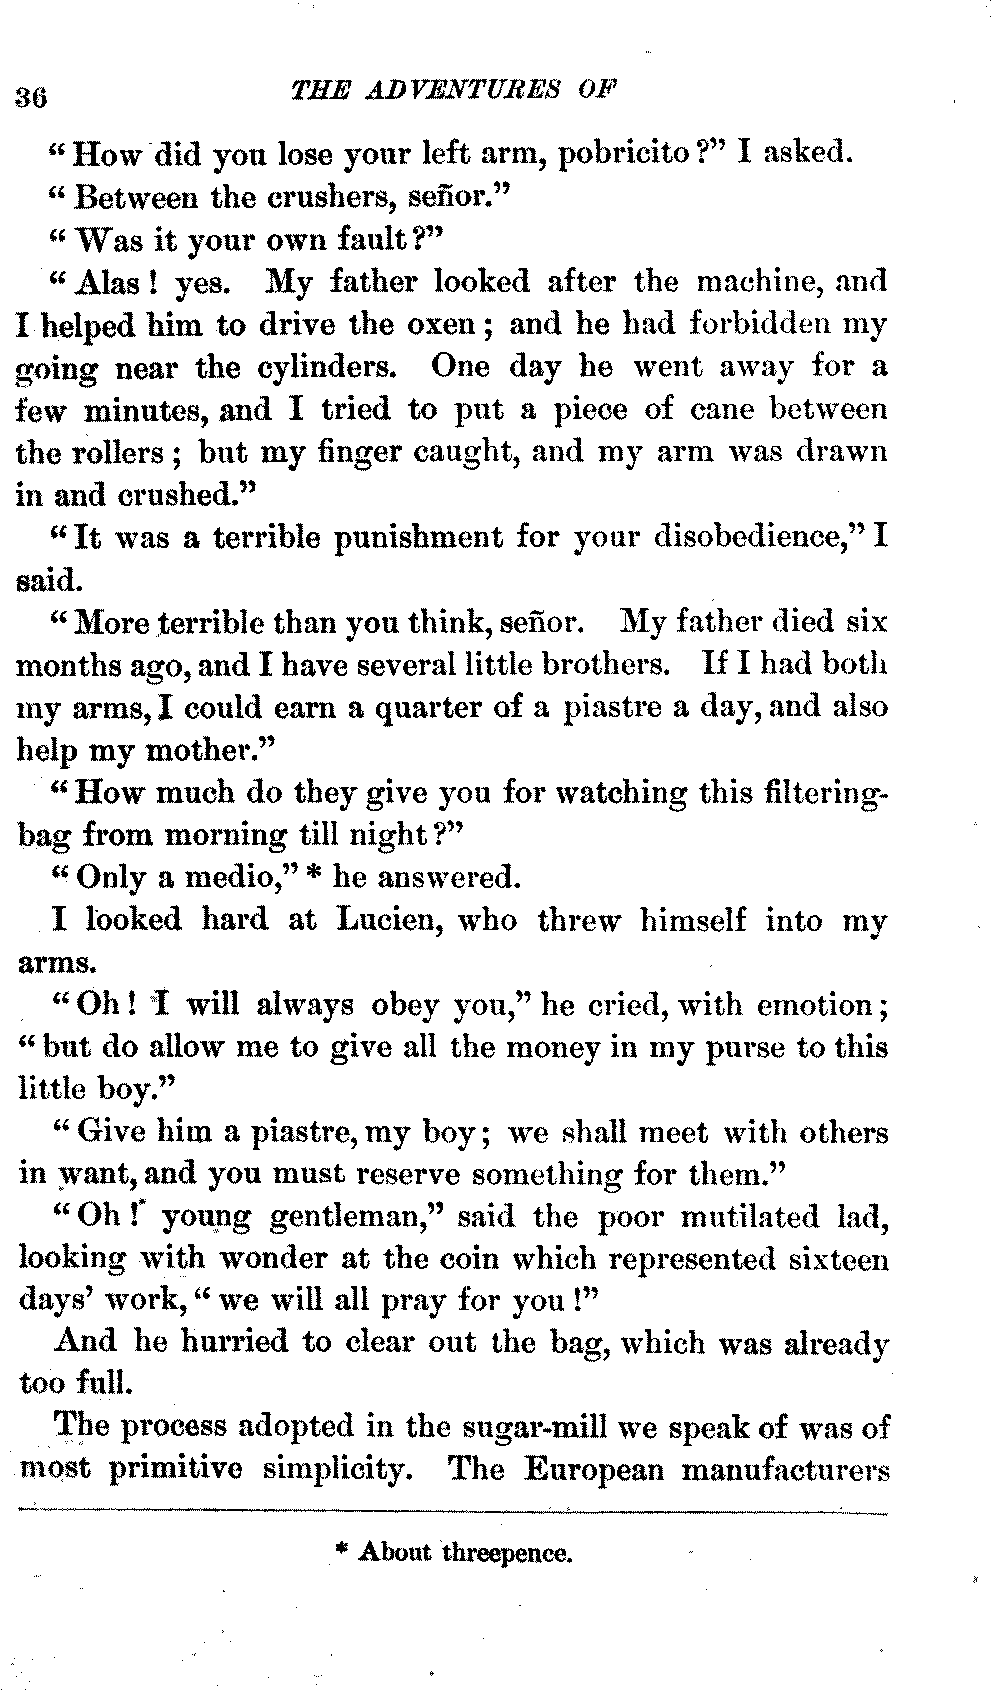 36 THE ADVENTURES OF
"How did you lose your left arm, pobricito?" I asked.
"Between the crushers, señor."
"Was it your own fault?"
"Alas! yes. My father looked after the machine, and
I helped him to drive the oxen; and he had forbidden my
going near the cylinders. One day he went away for a
few minutes, and I tried to put a piece of cane between
the rollers; but my finger caught, and my arm was drawn
in and crushed."
"It was a terrible punishment for your disobedience," I
said.
"More terrible than you think, señor. My father died six
months ago, and I have several little brothers. If I had both
my arms, I could earn a quarter of a piastre a day, and also
help my mother."
"How much do they give you for watching this filtering-
bag from morning till night?"
"Only a medio," * he answered.
I looked hard at Lucien, who threw himself into my
arms.
"Oh! I will always obey you," he cried, with emotion;
"but do allow me to give all the money in my purse to this
little boy."
"Give him a piastre, my boy; we shall meet with others
in want, and you must reserve something for them."
"Oh! young gentleman," said the poor mutilated lad,
looking with wonder at the coin which represented sixteen
days' work, "we will all pray for you!"
And he hurried to clear out the bag, which was already
too full.
The process adopted in the sugar-mill we speak of was of
most primitive simplicity. The European manufacturers
* About threepence.